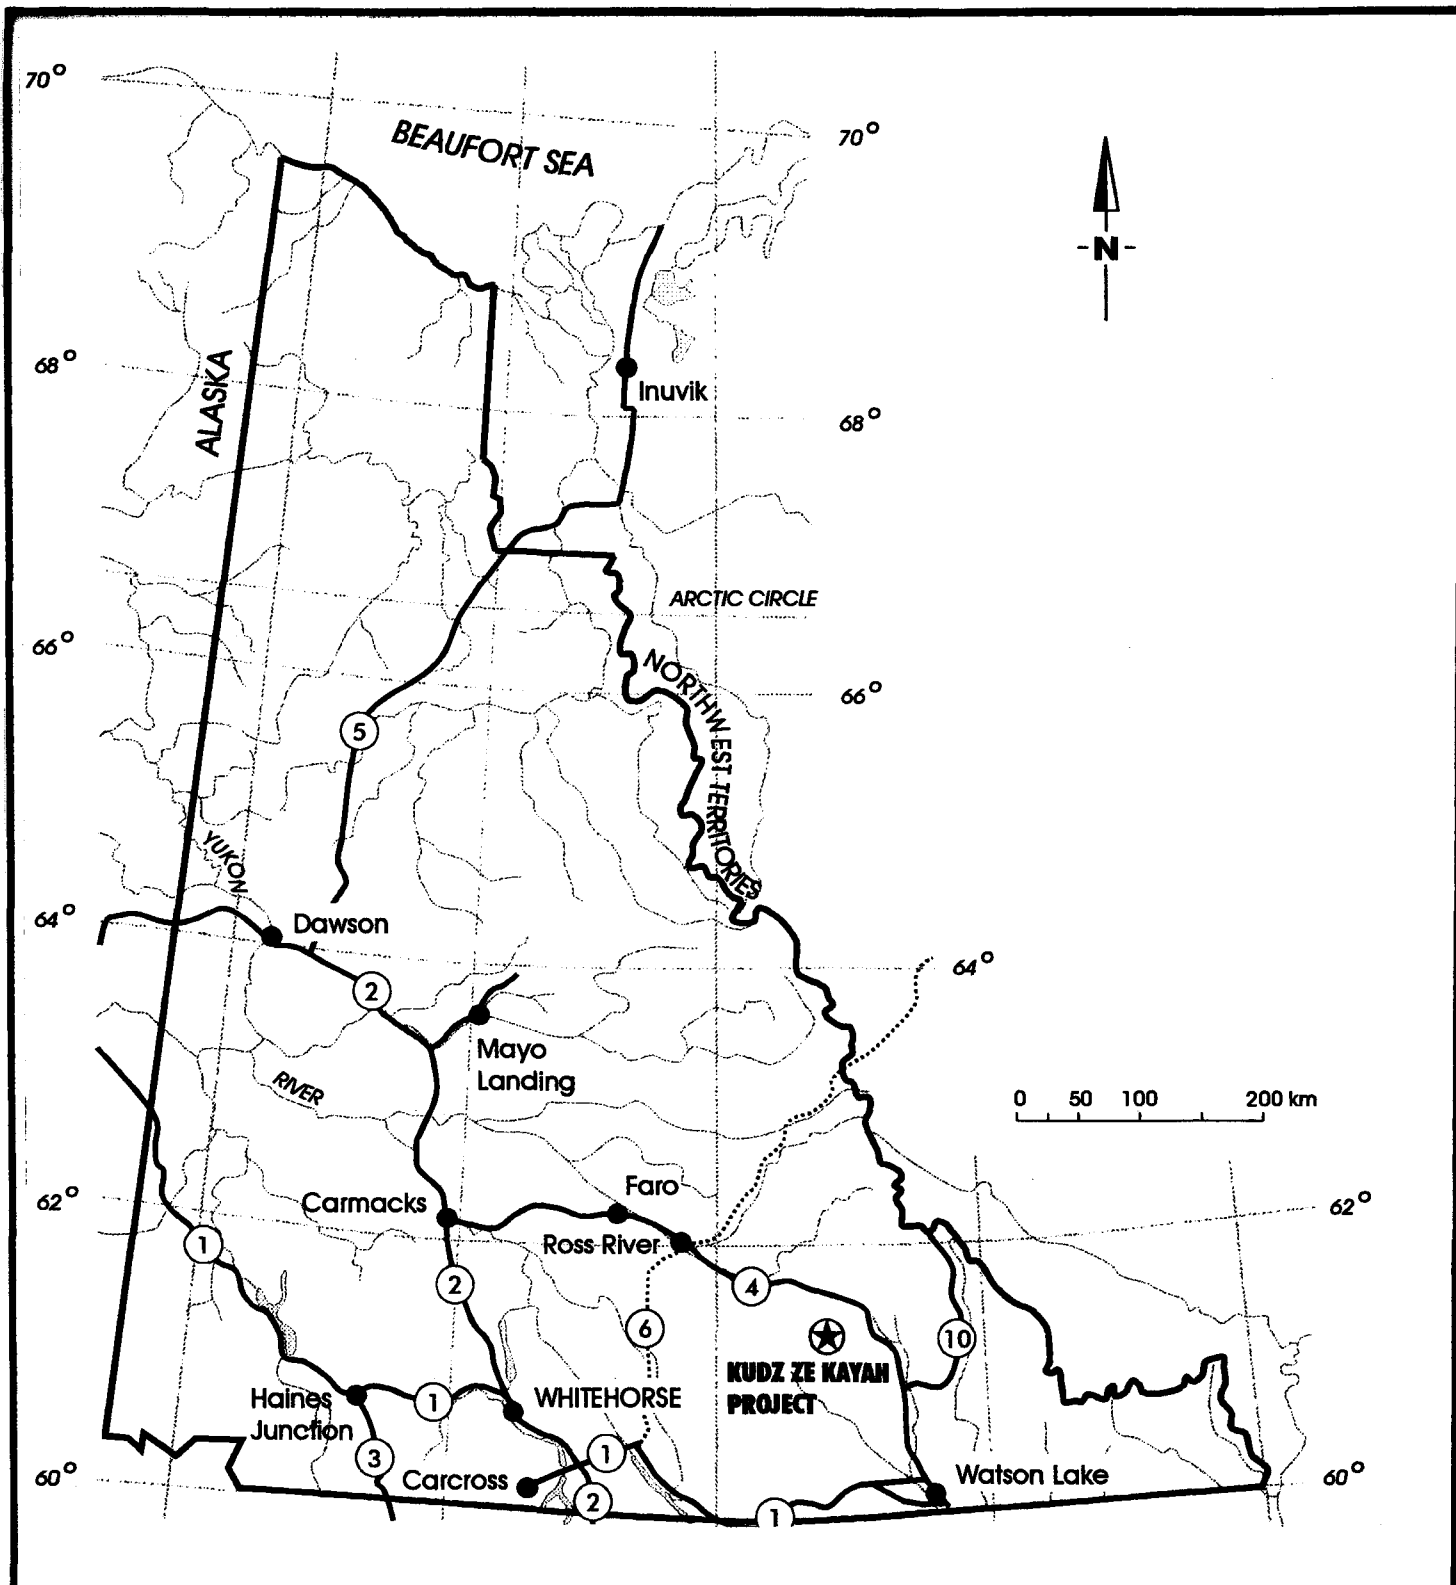 70°
70°
BEAUFORT SEA
-N-
68°
ALASKA
Inuvik
68°
ARCTIC CIRCLE
66°
NORTHWEST TERRITORIES
66°
5
YUKON
64°
Dawson
64°
2
Mayo
Landing
RIVER
0 50 100 200 km
62°
Carmacks
Faro
62°
Ross River
1
2
4
6
10
KUDZ ZE KAYAH
PROJECT
Haines
Junction
1
WHITEHORSE
3
1
60°
Carcross
2
1
Watson Lake
60°